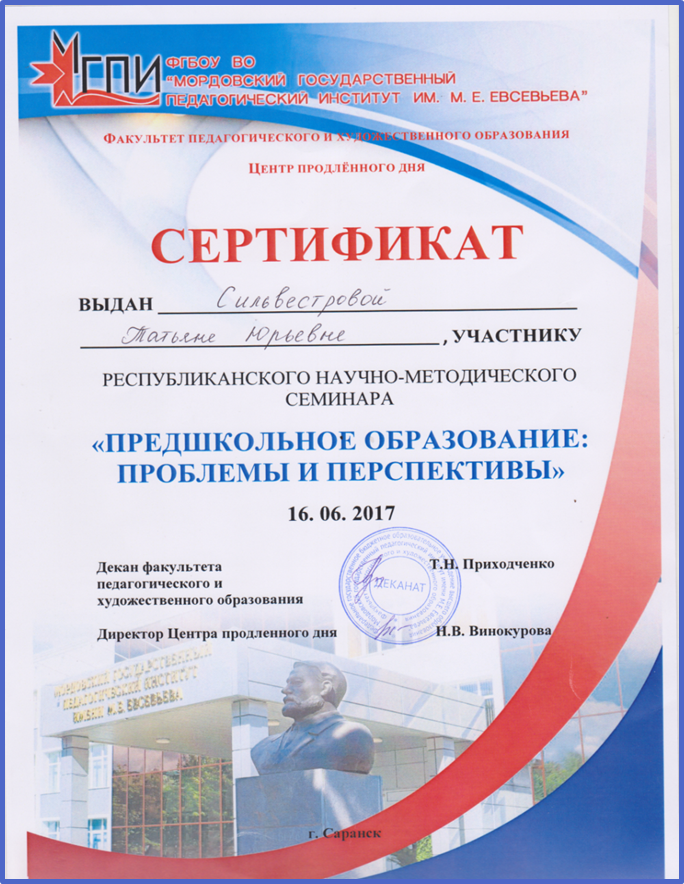 МГПИ
ФГБОУ ВО
"МОРДОВСКИЙ ГОСУДАРСТВЕННЫЙ
ПЕДАГОГИЧЕСКИЙ ИНСТИТУТ ИМ. М. Е. ЕВСЕВЬЕВА"
ФАКУЛЬТЕТ ПЕДАГОГИЧЕСКОГО И ХУДОЖЕСТВЕННОГО ОБРАЗОВАНИЯ
ЦЕНТР ПРОДЛЁННОГО ДНЯ
СЕРТИФИКАТ
ВЫДАН Сильвестровой
Татьяне Юрьевне, УЧАСТНИКУ
РЕСПУБЛИКАНСКОГО НАУЧНО-МЕТОДИЧЕСКОГО
СЕМИНАРА
«ПРЕДШКОЛЬНОЕ ОБРАЗОВАНИЕ:
ПРОБЛЕМЫ И ПЕРСПЕКТИВЫ»
16. 06. 2017
Декан факультета Т.Н. Приходченко
педагогического и
художественного образования
ДЕКАНАТ
Директор Центра продленного дня Н.В. Винокурова
МОРДОВСКИЙ ГОСУДАРСТВЕННЫЙ
ПЕДАГОГИЧЕСКИЙ ИНСТИТУТ
ИМЕНИ М.Е. ЕВСЕВЬЕВА
г. Саранск